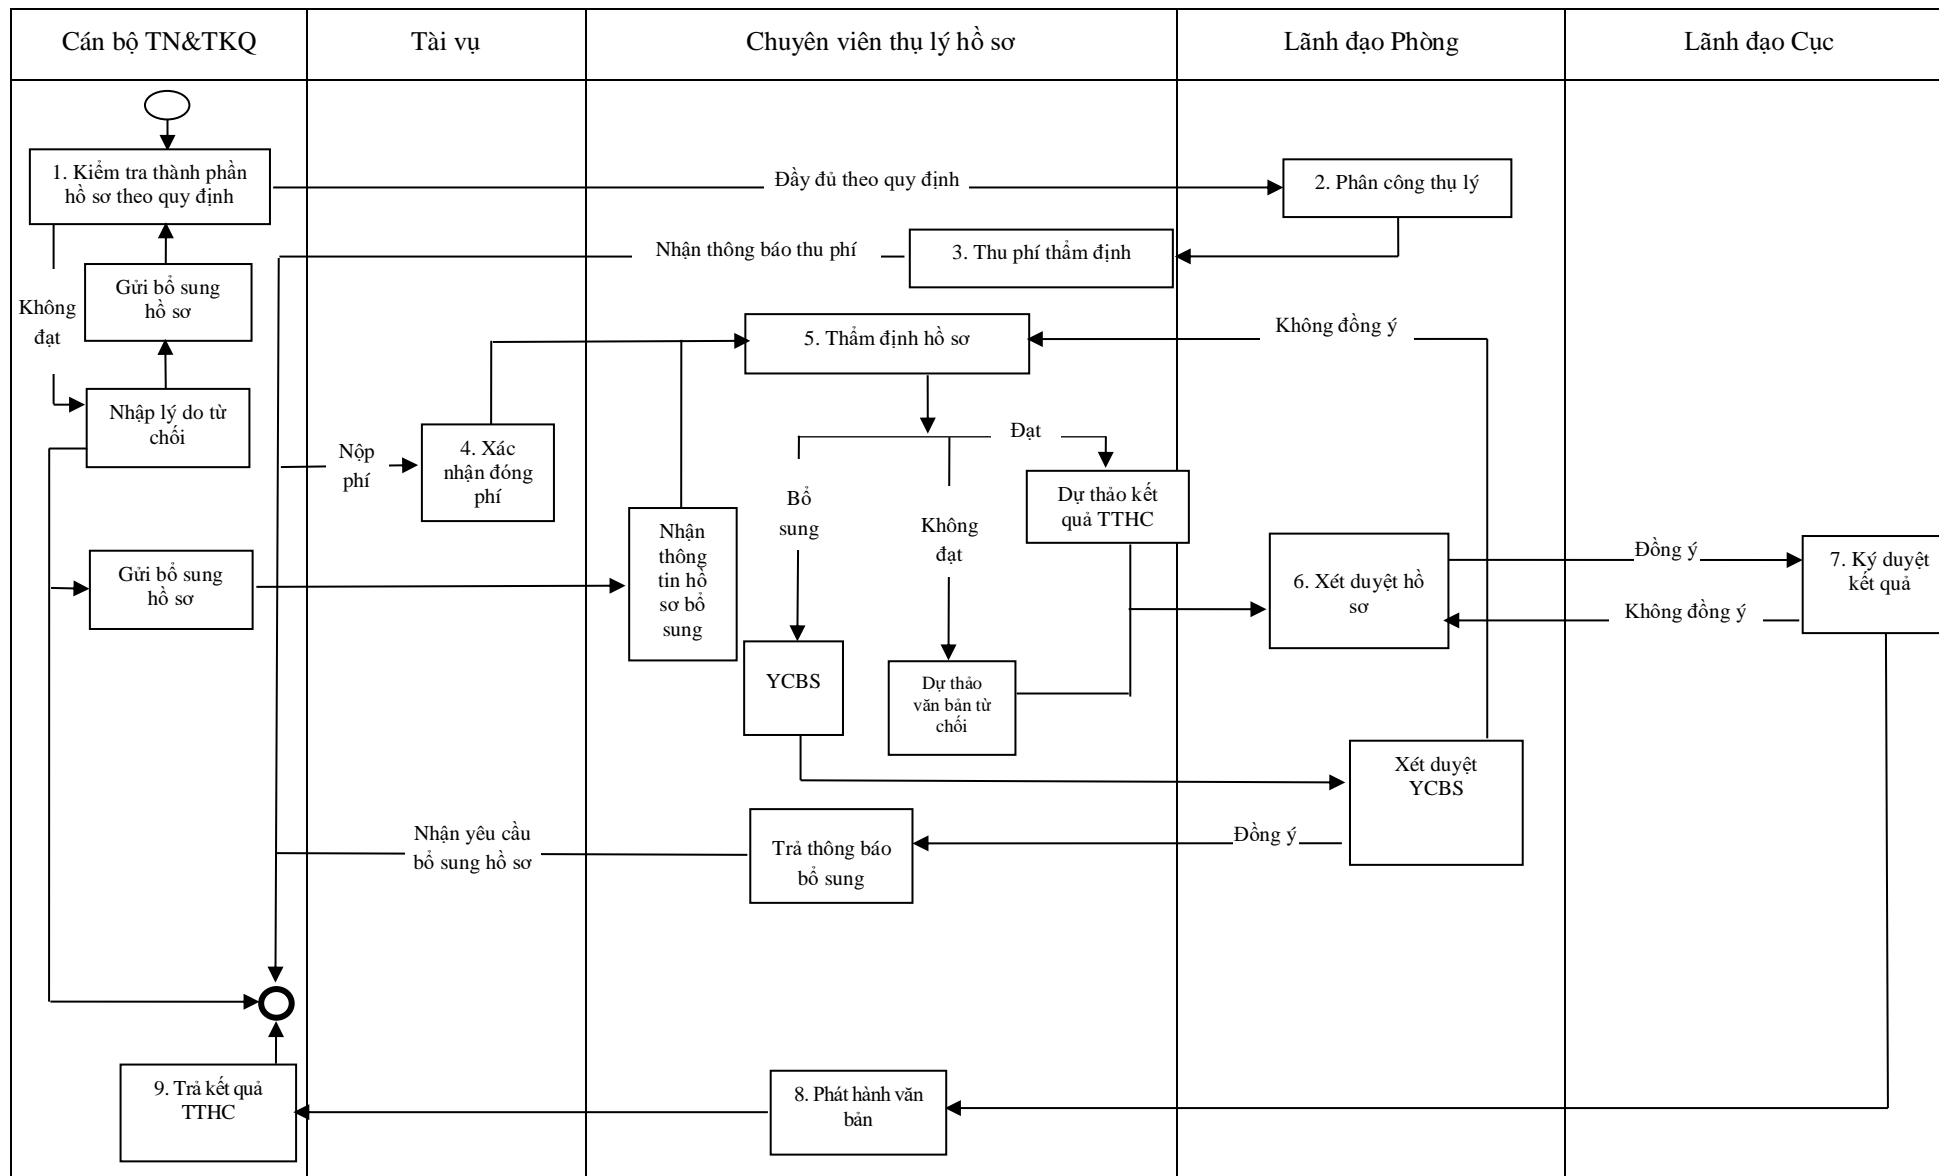 Cán bộ TN&TKQ
Tài vụ
Chuyên viên thụ lý hồ sơ
Lãnh đạo Phòng
Lãnh đạo Cục
1. Kiểm tra thành phần
hồ sơ theo quy định
Đầy đủ theo quy định
2. Phân công thụ lý
Nhận thông báo thu phí
3. Thu phí thẩm định
Gửi bổ sung
hồ sơ
Không
đạt
5. Thẩm định hồ sơ
Không đồng ý
Nhập lý do từ
chối
Nộp
phí
4. Xác
nhận đóng
phí
Đạt
Bổ
sung
Không
đạt
Dự thảo kết
quả TTHC
Nhận
thông
tin hồ
sơ bổ
sung
Gửi bổ sung
hồ sơ
6. Xét duyệt hồ
sơ
Đồng ý
Không đồng ý
7. Ký duyệt
kết quả
YCBS
Dự thảo
văn bản từ
chối
Xét duyệt
YCBS
Nhận yêu cầu
bổ sung hồ sơ
Trả thông báo
bổ sung
Đồng ý
9. Trả kết quả
TTHC
8. Phát hành văn
bản